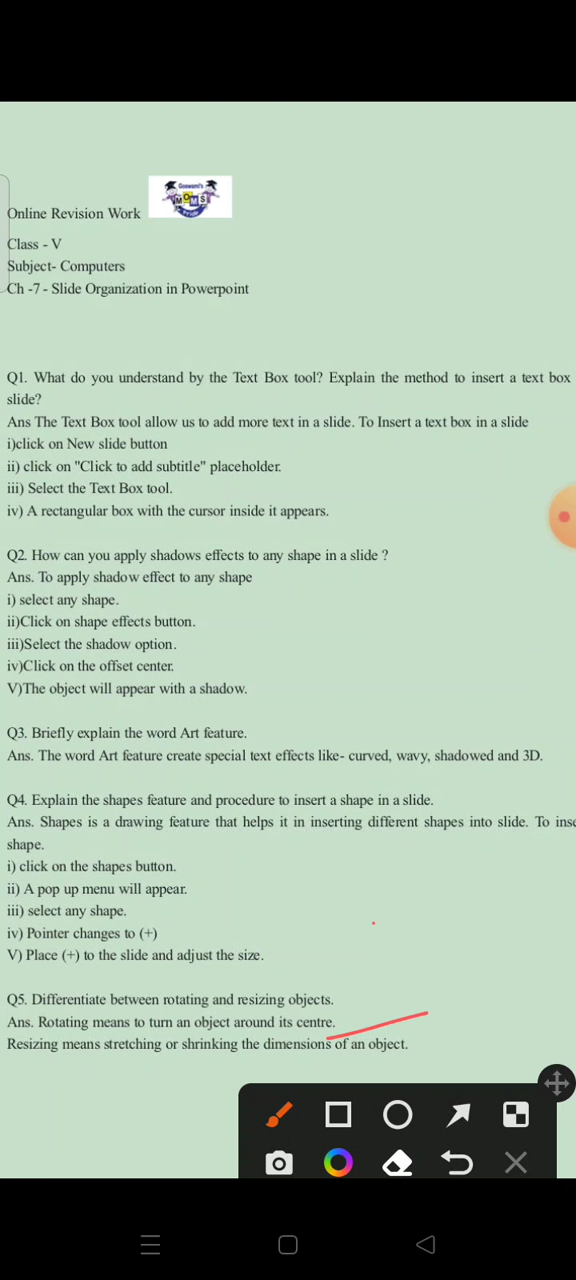 Goswami's
MOMS
Pride
Online Revision Work
Class - V
Subject- Computers
Ch -7 - Slide Organization in Powerpoint
Q1. What do you understand by the Text Box tool? Explain the method to insert a text box
slide?
Ans The Text Box tool allow us to add more text in a slide. To Insert a text box in a slide
i)click on New slide button
ii) click on "Click to add subtitle" placeholder.
iii) Select the Text Box tool.
iv) A rectangular box with the cursor inside it appears.
Q2. How can you apply shadows effects to any shape in a slide ?
Ans. To apply shadow effect to any shape
i) select any shape.
ii)Click on shape effects button.
iii)Select the shadow option.
iv)Click on the offset center.
V)The object will appear with a shadow.
Q3. Briefly explain the word Art feature.
Ans. The word Art feature create special text effects like- curved, wavy, shadowed and 3D.
Q4. Explain the shapes feature and procedure to insert a shape in a slide.
Ans. Shapes is a drawing feature that helps it in inserting different shapes into slide. To inse
shape.
i) click on the shapes button.
ii) A pop up menu will appear.
iii) select any shape.
iv) Pointer changes to (+)
V) Place (+) to the slide and adjust the size.
Q5. Differentiate between rotating and resizing objects.
Ans. Rotating means to turn an object around its centre.
Resizing means stretching or shrinking the dimensions of an object.